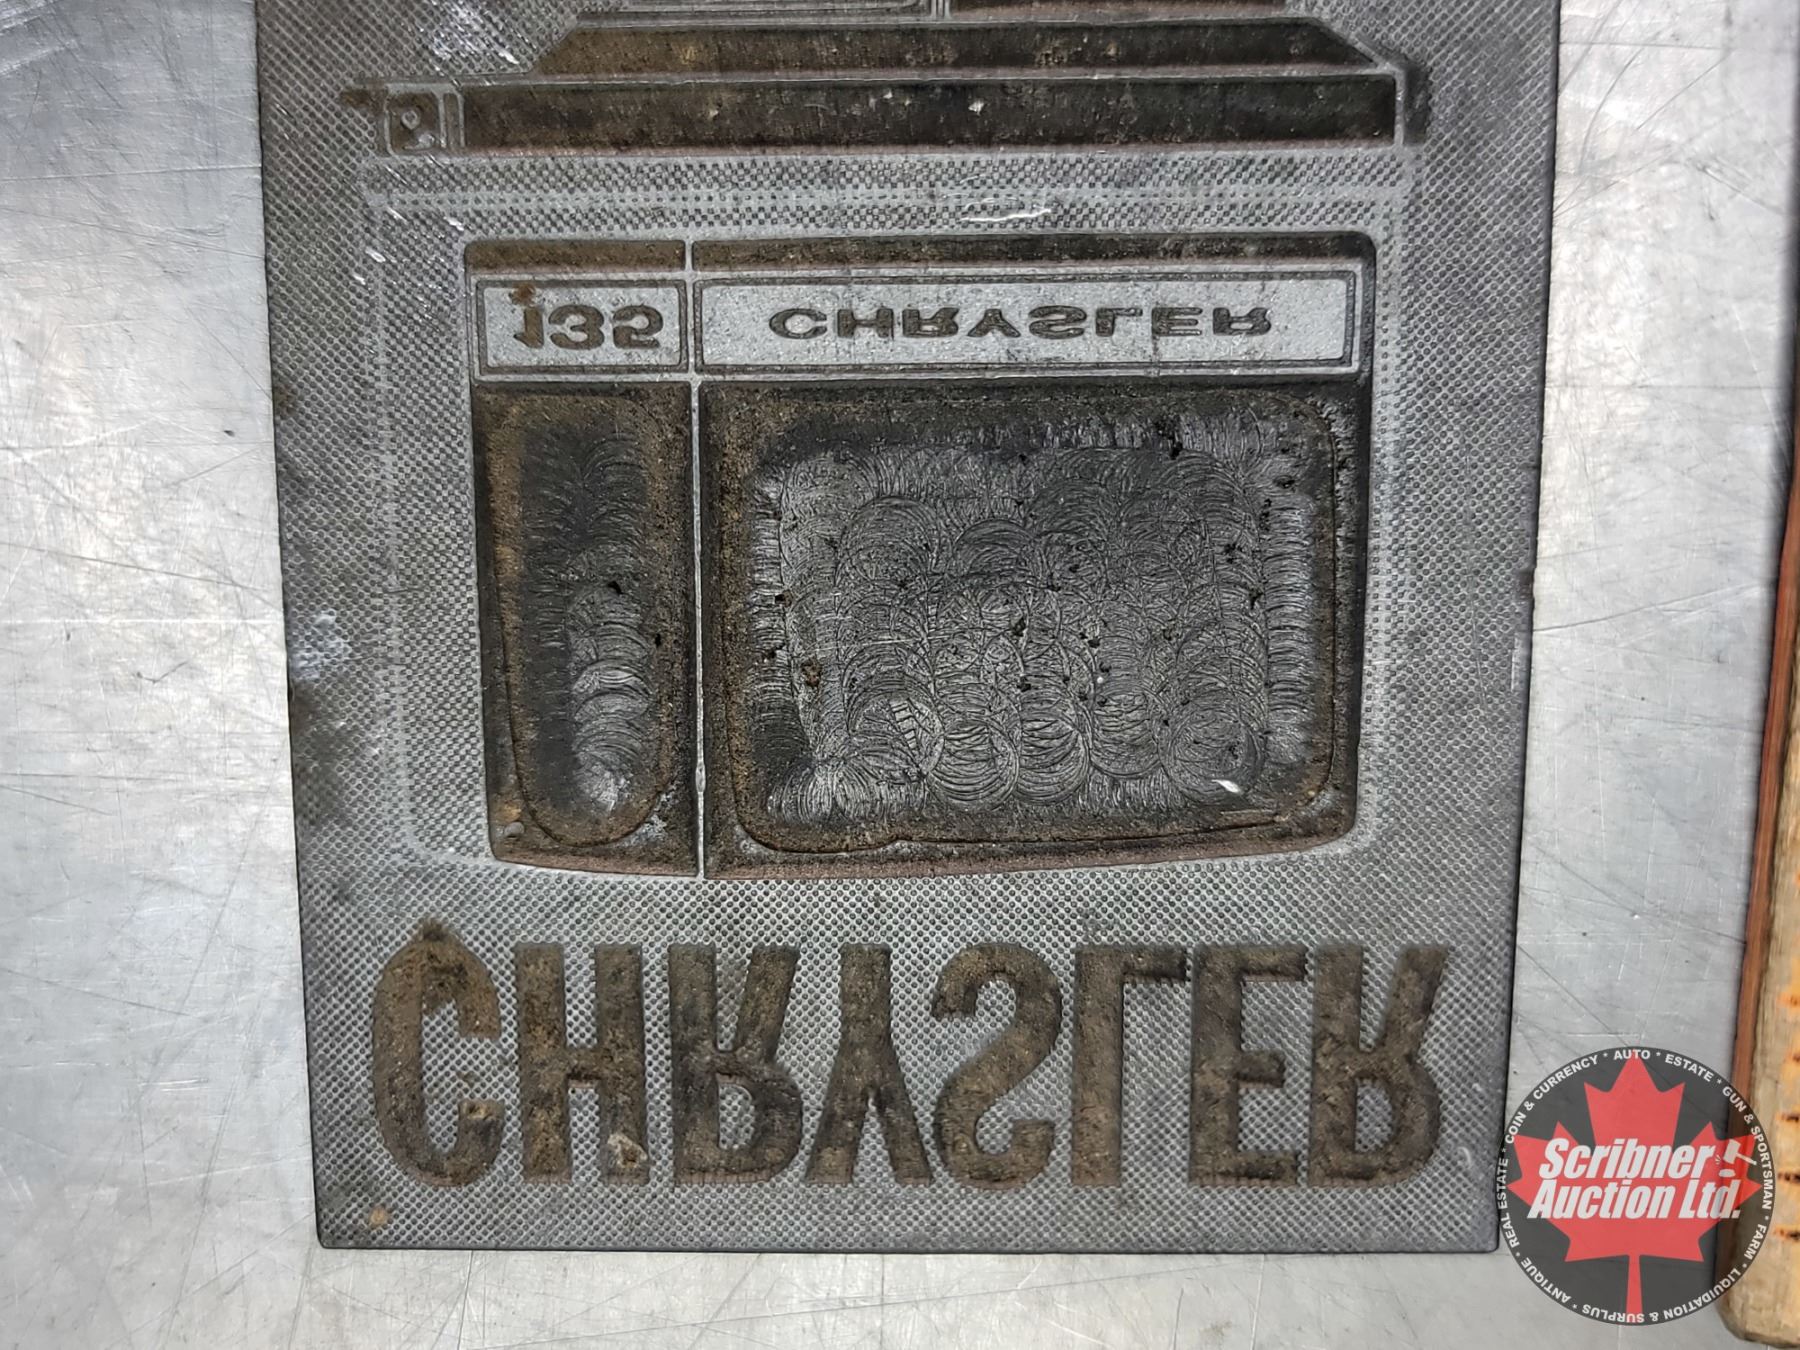 135 CHRYSLER
CHRYSLER
COIN & CURRENCY * AUTO * ESTATE * GUN & SPORTSMAN * FARM * LIQUIDATION & SURPLUS * ANTIQUE * REAL ESTATE *
Scribner
Auction Ltd.